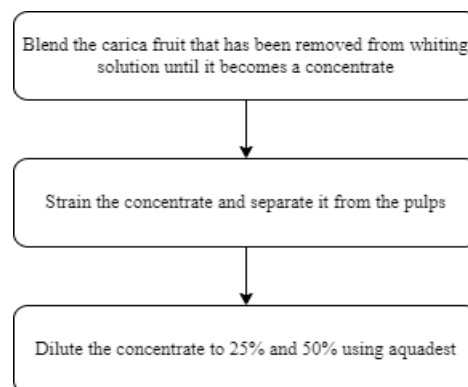 Blend the carica fruit that has been removed from whiting
solution until it becomes a concentrate
Strain the concentrate and separate it from the pulps
Dilute the concentrate to 25% and 50% using aquadest